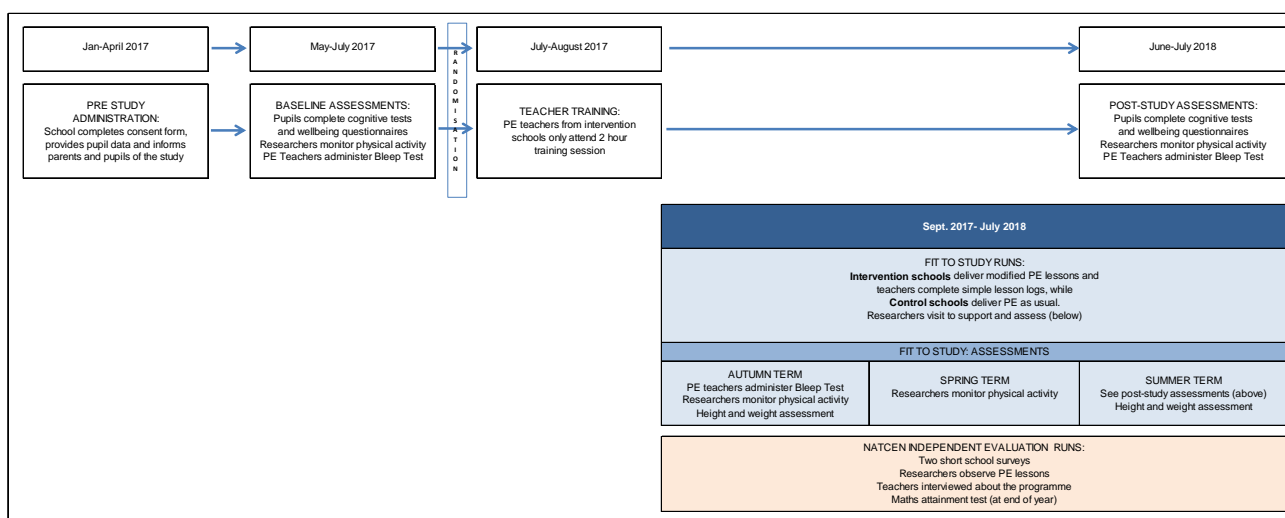 Jan-April 2017
May-July 2017
July-August 2017
June-July 2018
RANDOMISATION
PRE STUDY
ADMINISTRATION:
School completes consent form,
provides pupil data and informs
parents and pupils of the study
BASELINE ASSESSMENTS:
Pupils complete cognitive tests
and wellbeing questionnaires
Researchers monitor physical activity
PE Teachers administer Bleep Test
TEACHER TRAINING:
PE teachers from intervention
schools only attend 2 hour
training session
POST-STUDY ASSESSMENTS:
Pupils complete cognitive tests
and wellbeing questionnaires
Researchers monitor physical activity
PE Teachers administer Bleep Test
Sept. 2017- July 2018
FIT TO STUDY RUNS:
Intervention schools deliver modified PE lessons and
teachers complete simple lesson logs, while
Control schools deliver PE as usual.
Researchers visit to support and assess (below)
FIT TO STUDY: ASSESSMENTS
AUTUMN TERM
PE teachers administer Bleep Test
Researchers monitor physical activity
Height and weight assessment
SPRING TERM
Researchers monitor physical activity
SUMMER TERM
See post-study assessments (above)
Height and weight assessment
NATCEN INDEPENDENT EVALUATION RUNS:
Two short school surveys
Researchers observe PE lessons
Teachers interviewed about the programme
Maths attainment test (at end of year)